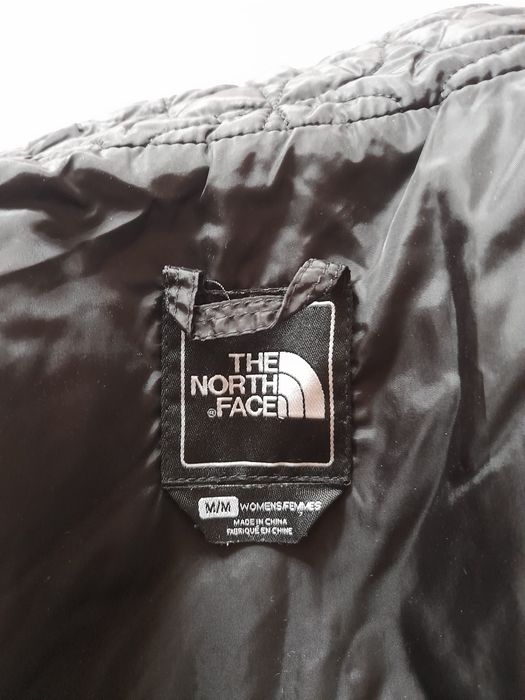 THE
NORTH
® FACE
M/M WOMENS/FEMMES
MADE IN CHINA
FABRIQUÉ EN CHINE